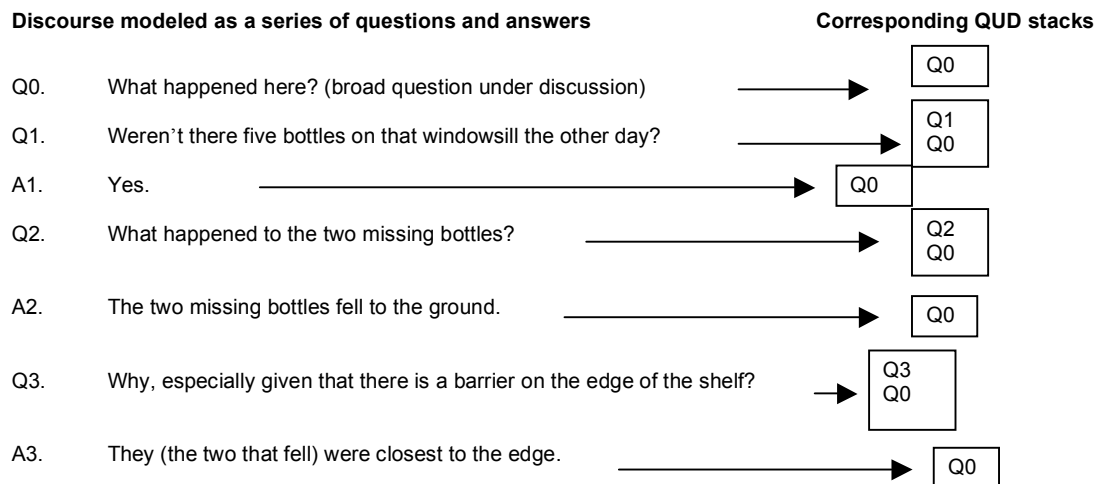 Discourse modeled as a series of questions and answers Corresponding QUD stacks
Q0. What happened here? (broad question under discussion) Q0
Q1. Weren't there five bottles on that windowsill the other day? Q1
Q0
A1. Yes. Q0
Q2. What happened to the two missing bottles? Q2
Q0
A2. The two missing bottles fell to the ground. Q0
Q3. Why, especially given that there is a barrier on the edge of the shelf? Q3
Q0
A3. They (the two that fell) were closest to the edge. Q0